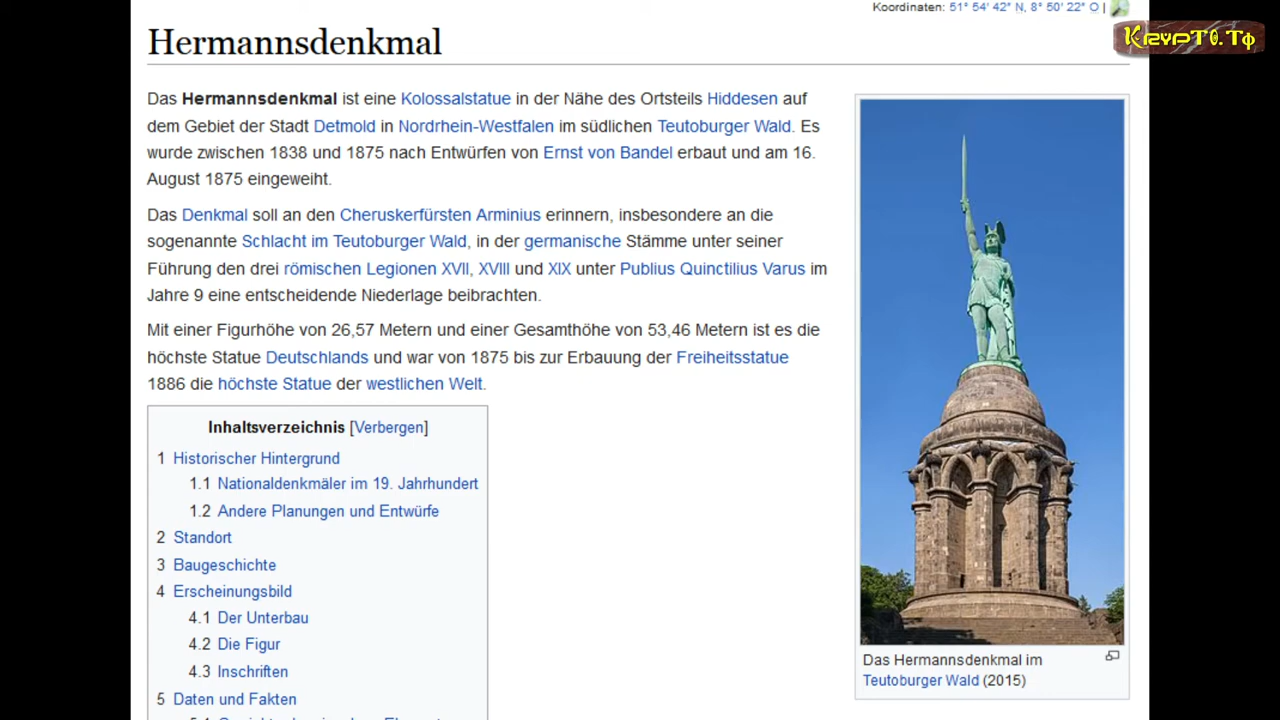 Koordinaten: 51° 54′ 42″ N, 8° 50′ 22″ O |
KryptO.Tφ
Hermannsdenkmal
Das Hermannsdenkmal ist eine Kolossalstatue in der Nähe des Ortsteils Hiddesen auf
dem Gebiet der Stadt Detmold in Nordrhein-Westfalen im südlichen Teutoburger Wald. Es
wurde zwischen 1838 und 1875 nach Entwürfen von Ernst von Bandel erbaut und am 16.
August 1875 eingeweiht.
Das Denkmal soll an den Cheruskerfürsten Arminius erinnern, insbesondere an die
sogenannte Schlacht im Teutoburger Wald, in der germanische Stämme unter seiner
Führung den drei römischen Legionen XVII, XVIII und XIX unter Publius Quinctilius Varus im
Jahre 9 eine entscheidende Niederlage beibrachten.
Mit einer Figurhöhe von 26,57 Metern und einer Gesamthöhe von 53,46 Metern ist es die
höchste Statue Deutschlands und war von 1875 bis zur Erbauung der Freiheitsstatue
1886 die höchste Statue der westlichen Welt.
Inhaltsverzeichnis [Verbergen]
1 Historischer Hintergrund
1.1 Nationaldenkmäler im 19. Jahrhundert
1.2 Andere Planungen und Entwürfe
2 Standort
3 Baugeschichte
4 Erscheinungsbild
4.1 Der Unterbau
4.2 Die Figur
4.3 Inschriften
5 Daten und Fakten
Das Hermannsdenkmal im
Teutoburger Wald (2015)